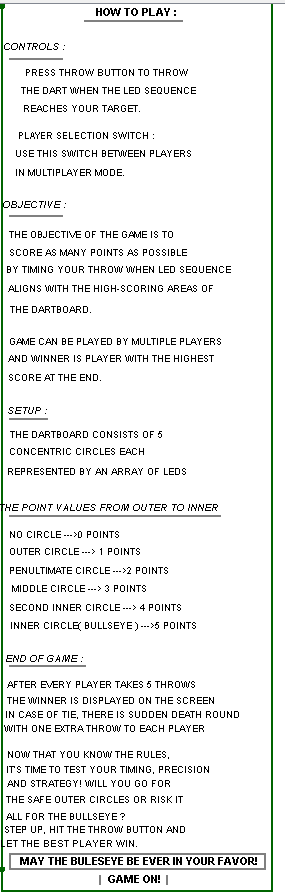 HOW TO PLAY :
CONTROLS :
PRESS THROW BUTTON TO THROW
THE DART WHEN THE LED SEQUENCE
REACHES YOUR TARGET.
PLAYER SELECTION SWITCH :
USE THIS SWITCH BETWEEN PLAYERS
IN MULTIPLAYER MODE.
OBJECTIVE :
THE OBJECTIVE OF THE GAME IS TO
SCORE AS MANY POINTS AS POSSIBLE
BY TIMING YOUR THROW WHEN LED SEQUENCE
ALIGNS WITH THE HIGH-SCORING AREAS OF
THE DARTBOARD.
GAME CAN BE PLAYED BY MULTIPLE PLAYERS
AND WINNER IS PLAYER WITH THE HIGHEST
SCORE AT THE END.
SETUP :
THE DARTBOARD CONSISTS OF 5
CONCENTRIC CIRCLES EACH
REPRESENTED BY AN ARRAY OF LEDS
THE POINT VALUES FROM OUTER TO INNER
NO CIRCLE --->0 POINTS
OUTER CIRCLE ---> 1 POINTS
PENULTIMATE CIRCLE --->2 POINTS
MIDDLE CIRCLE ---> 3 POINTS
SECOND INNER CIRCLE ---> 4 POINTS
INNER CIRCLE( BULLSEYE ) --->5 POINTS
END OF GAME :
AFTER EVERY PLAYER TAKES 5 THROWS
THE WINNER IS DISPLAYED ON THE SCREEN
IN CASE OF TIE, THERE IS SUDDEN DEATH ROUND
WITH ONE EXTRA THROW TO EACH PLAYER
NOW THAT YOU KNOW THE RULES,
IT'S TIME TO TEST YOUR TIMING, PRECISION
AND STRATEGY! WILL YOU GO FOR
THE SAFE OUTER CIRCLES OR RISK IT
ALL FOR THE BULLSEYE ?
STEP UP, HIT THE THROW BUTTON AND
LET THE BEST PLAYER WIN.
MAY THE BULESEYE BE EVER IN YOUR FAVOR!
| GAME ON! |